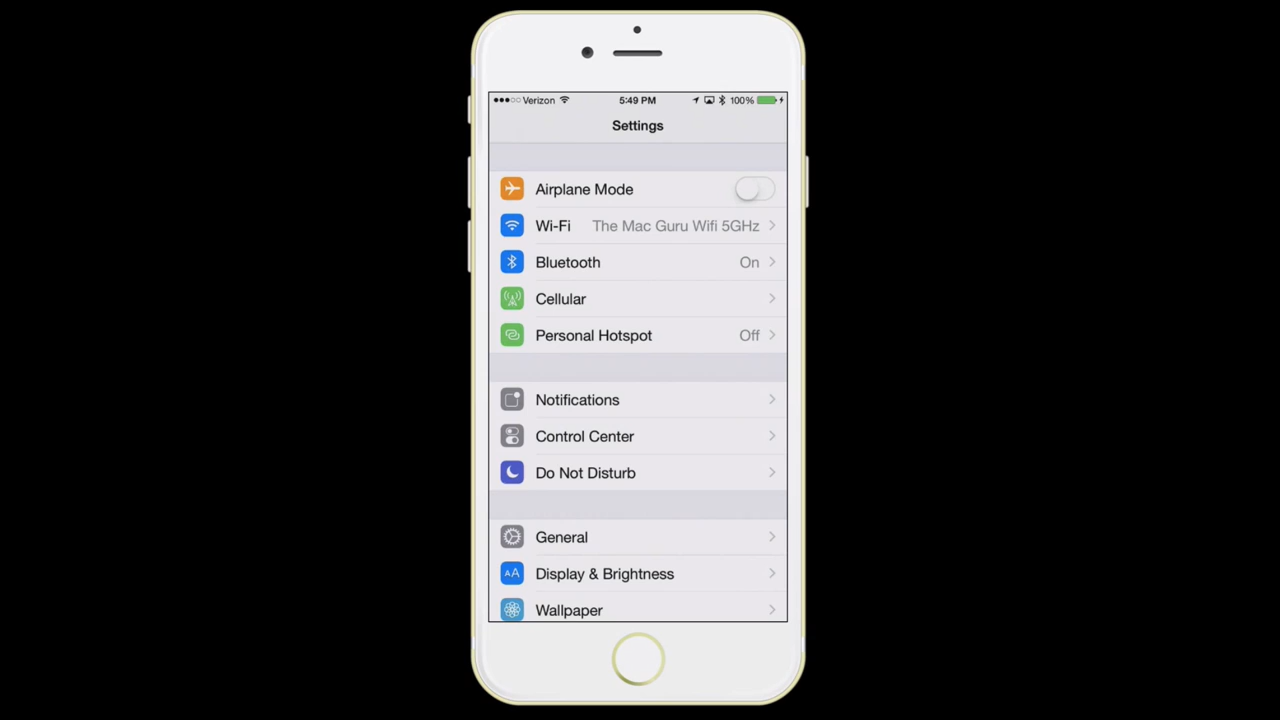 Verizon 5:49 PM 100%
Settings
Airplane Mode
Wi-Fi The Mac Guru Wifi 5GHz
Bluetooth On
Cellular
Personal Hotspot Off
Notifications
Control Center
Do Not Disturb
General
AA Display & Brightness
Wallpaper